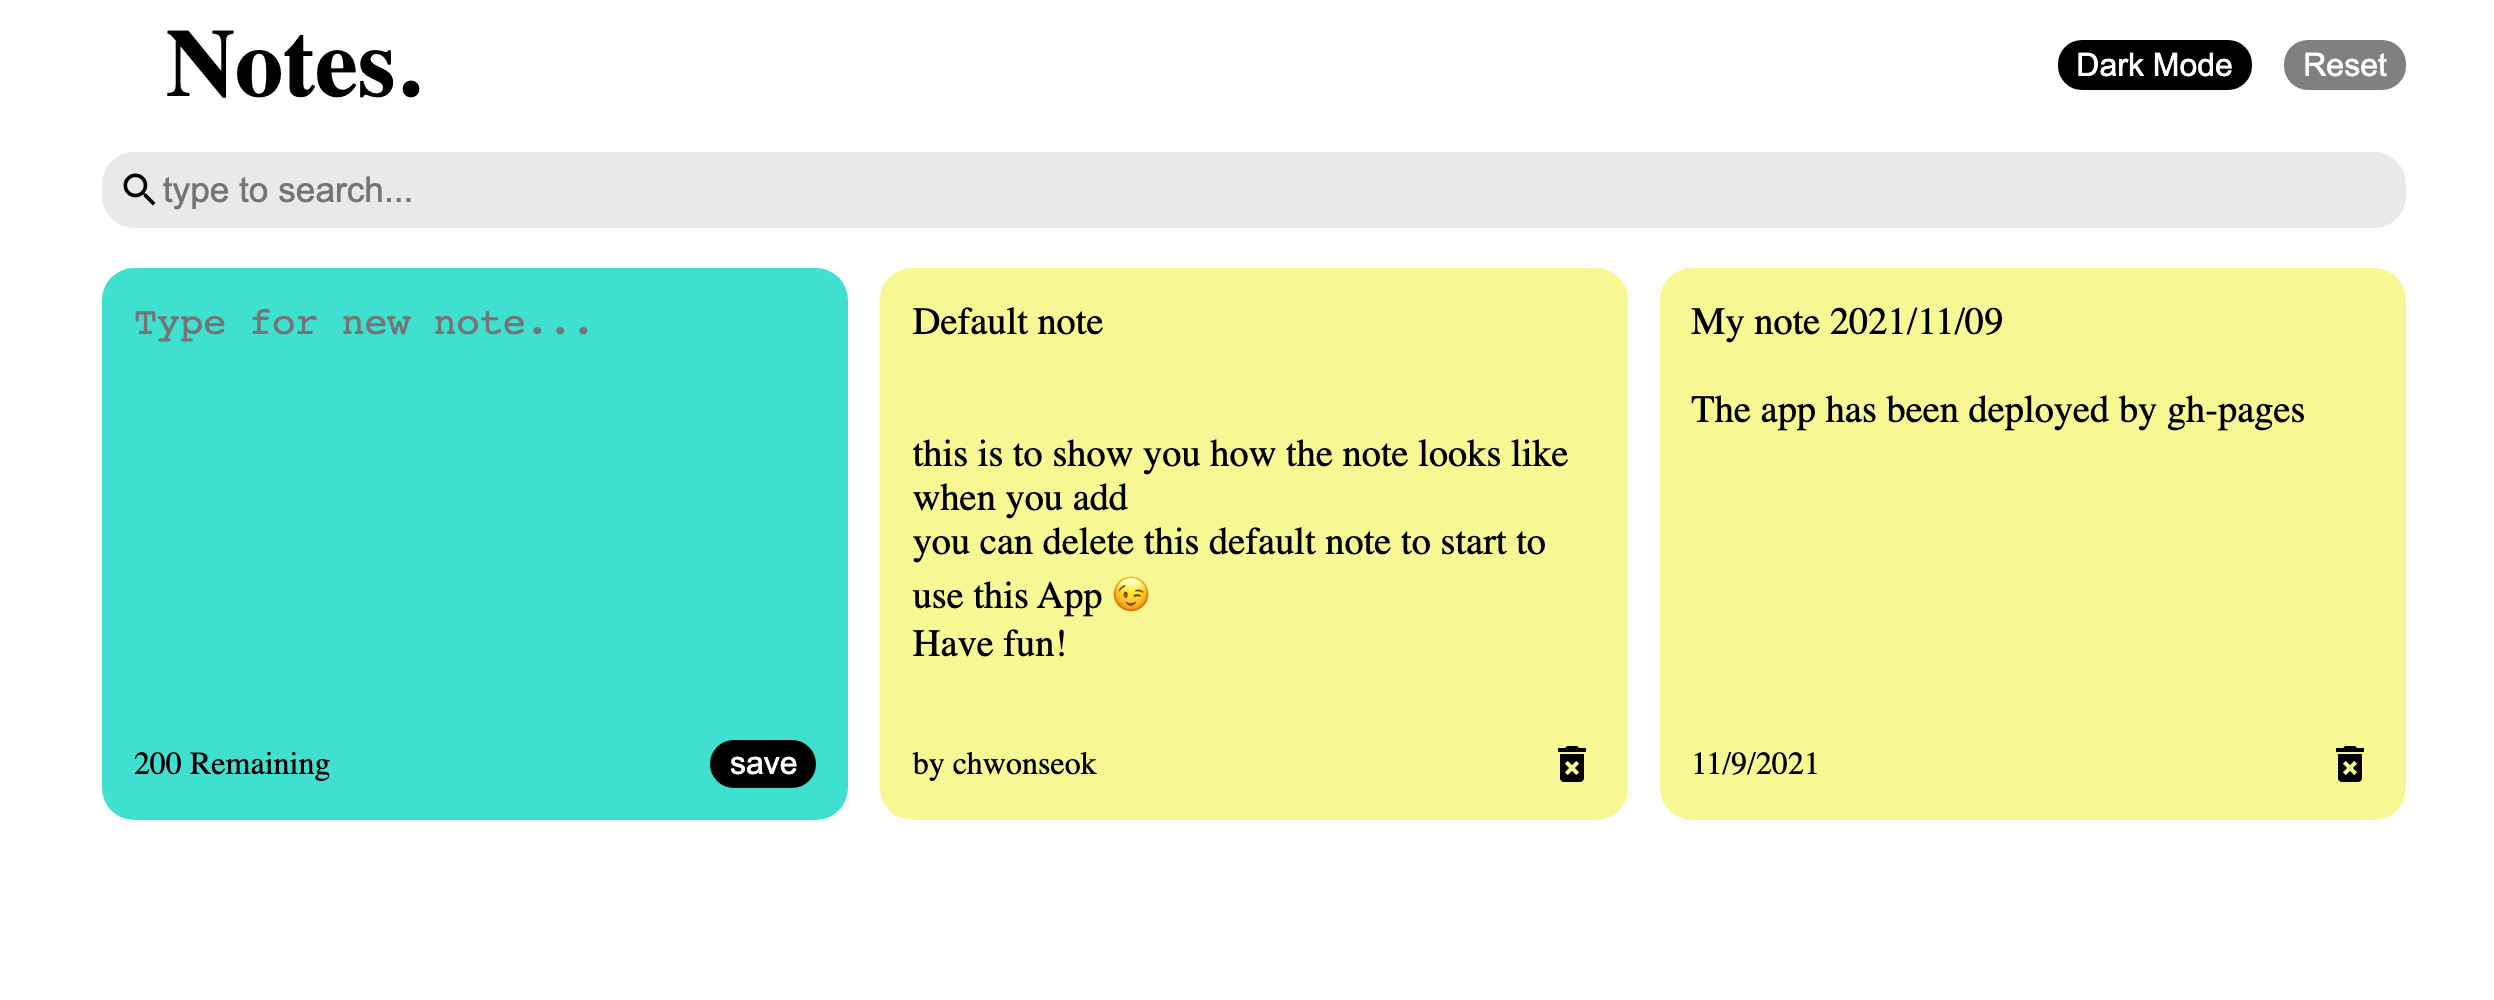 Notes.
Dark Mode
Reset
type to search...
Type for new note...
200 Remaining
save
Default note
this is to show you how the note looks like
when you add
you can delete this default note to start to
use this App 😉
Have fun!
by chwonseok
My note 2021/11/09
The app has been deployed by gh-pages
11/9/2021